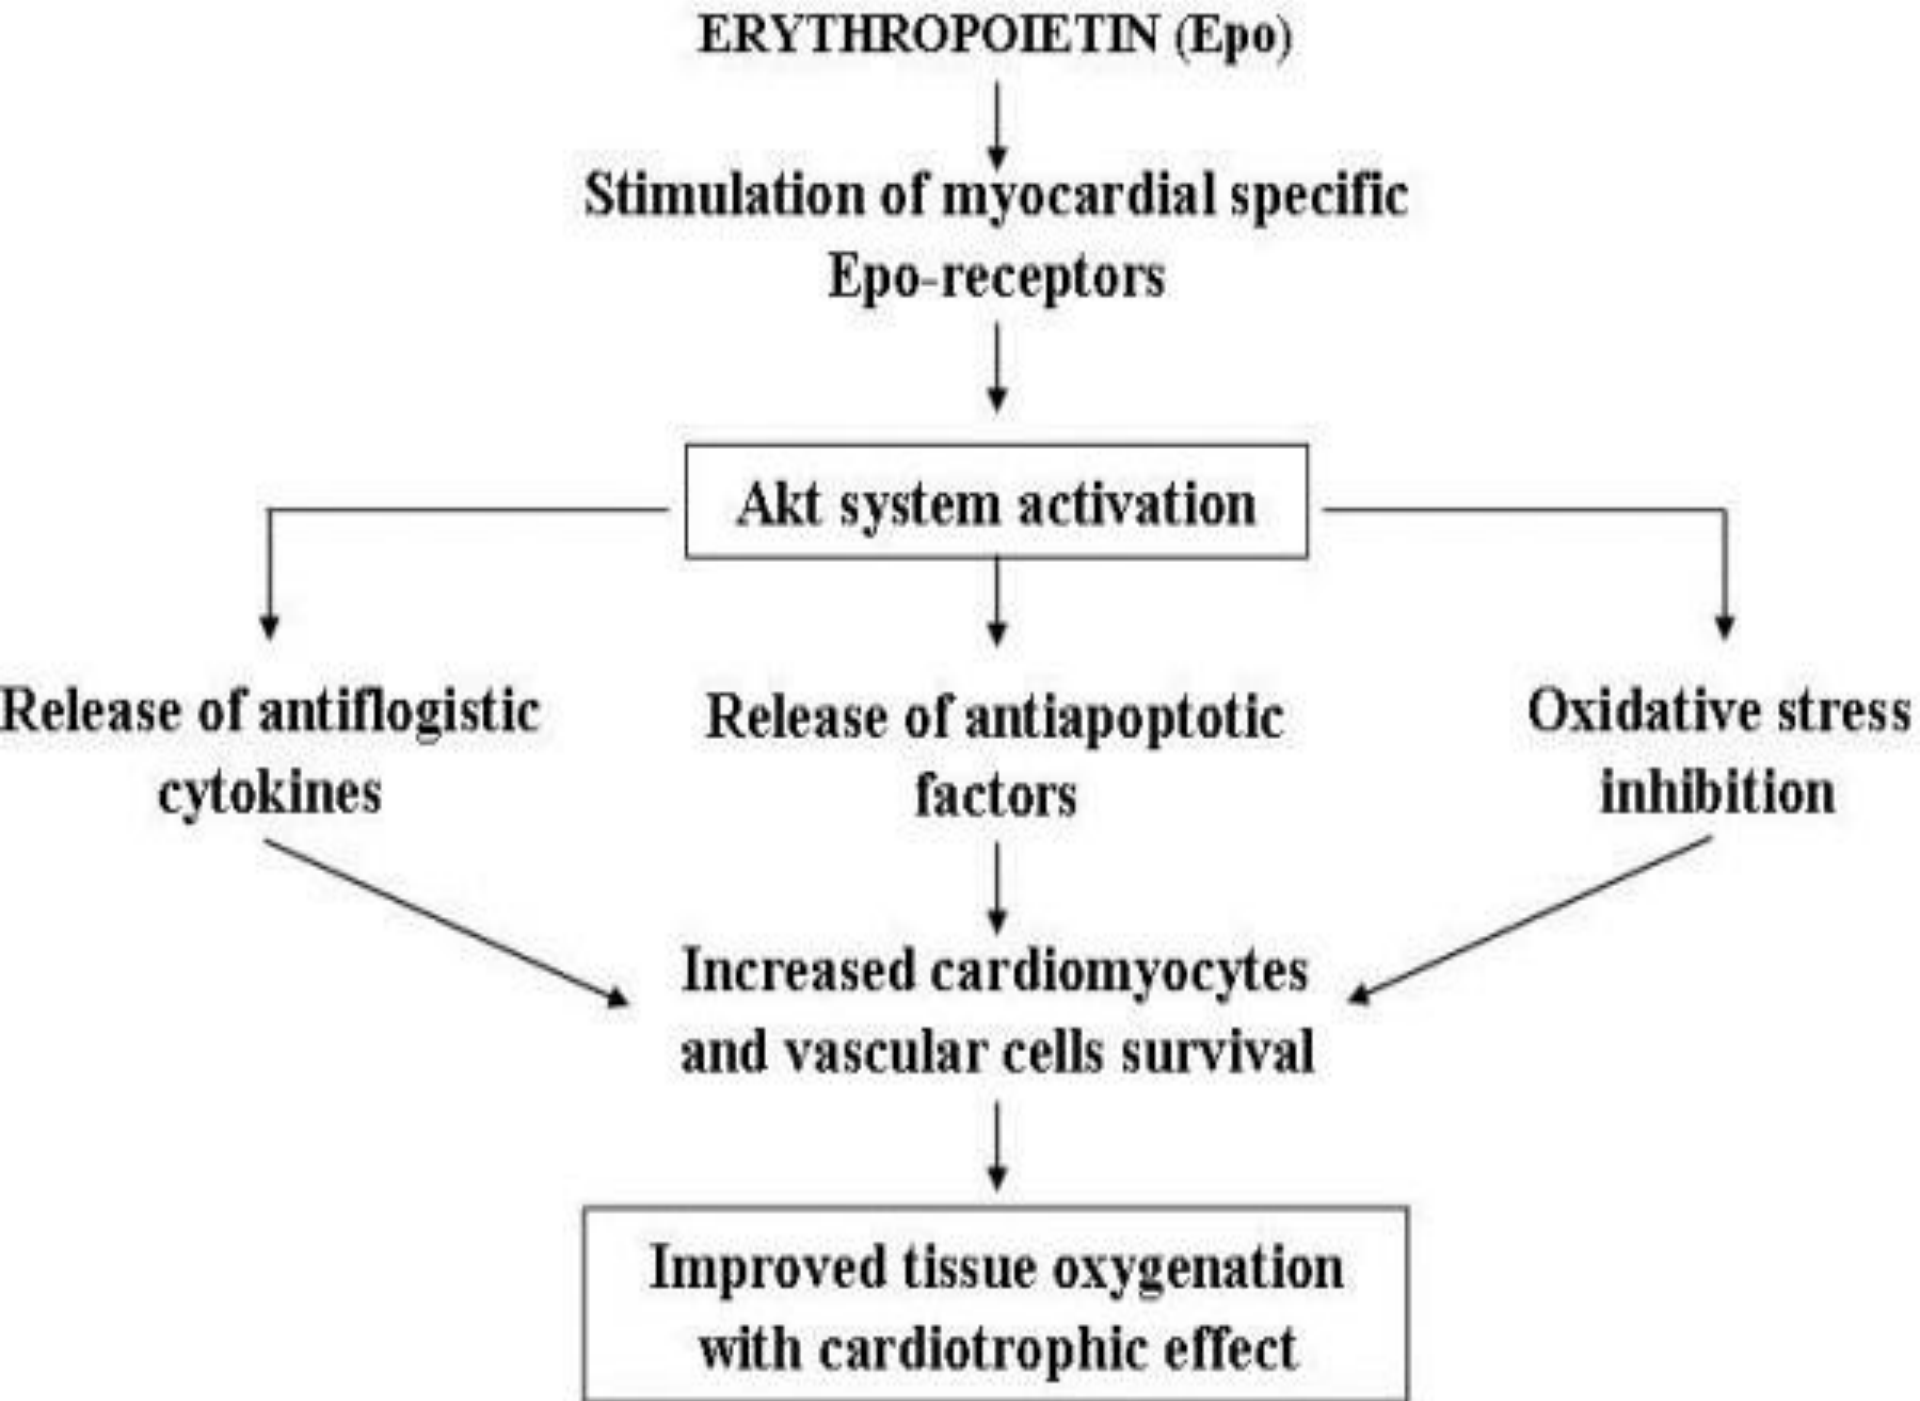 ERYTHROPOIETIN (Epo)
Stimulation of myocardial specific
Epo-receptors
Akt system activation
Release of antiflogistic
cytokines
Release of antiapoptotic
factors
Oxidative stress
inhibition
Increased cardiomyocytes
and vascular cells survival
Improved tissue oxygenation
with cardiotrophic effect